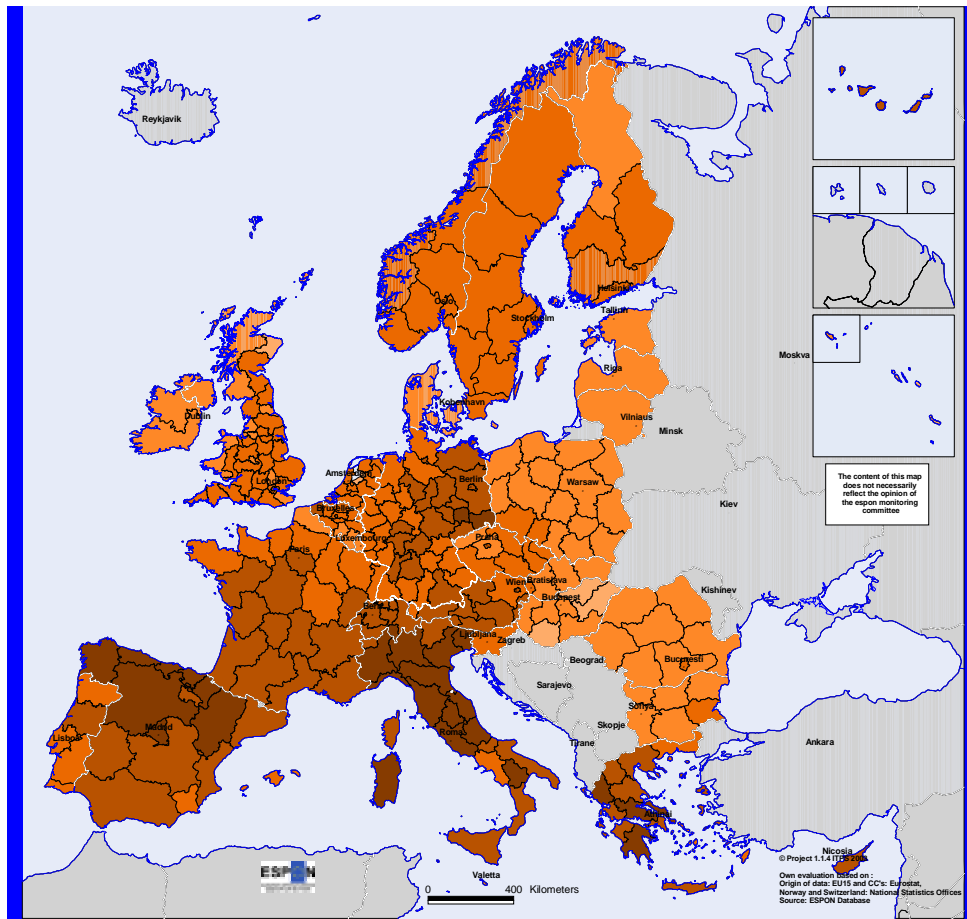 Reykjavik
Oslo
Helsinki
Stockholm
Tallinn
Riga
Moskva
Vilniaus
Minsk
København
Dublin
London
Amsterdam
Berlin
Warsaw
Bruxelles
Kiev
Luxembourg
Praha
Paris
Wien
Bratislava
Kishinev
Budapest
Bern
Ljubljana
Zagreb
Beograd
Bucuresti
Sarajevo
Sofiya
Skopje
Madrid
Roma
Lisboa
Tirane
Ankara
Nicosia
Valetta
The content of this map
does not necessarily
reflect the opinion of
the espon monitoring
committee
ESPON
0 400 Kilometers
Own evaluation based on :
Origin of data: EU15 and CC's: Eurostat,
Norway and Switzerland: National Statistics Offices
Source: ESPON Database